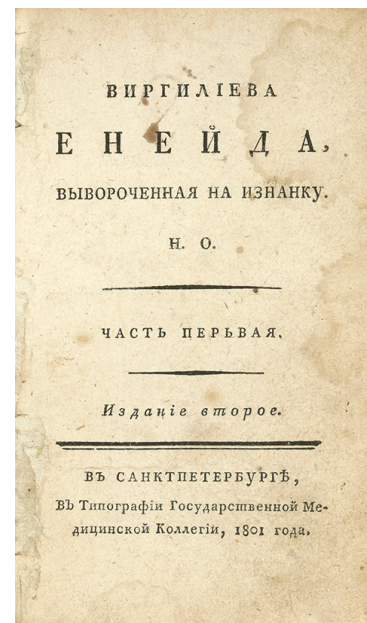 ВИРГИЛІЕВА
ЕНЕЙДА,
ВЫВОРОЧЕННАЯ НА ИЗНАНКУ.
Н. О.
ЧАСТЬ ПЕРЬВАЯ.
Изданіе второе.
ВЪ САНКТПЕТЕРБУРГѢ,
ВЪ Типографіи Государственной Ме-
дицинской Коллегіи, 1801 года.